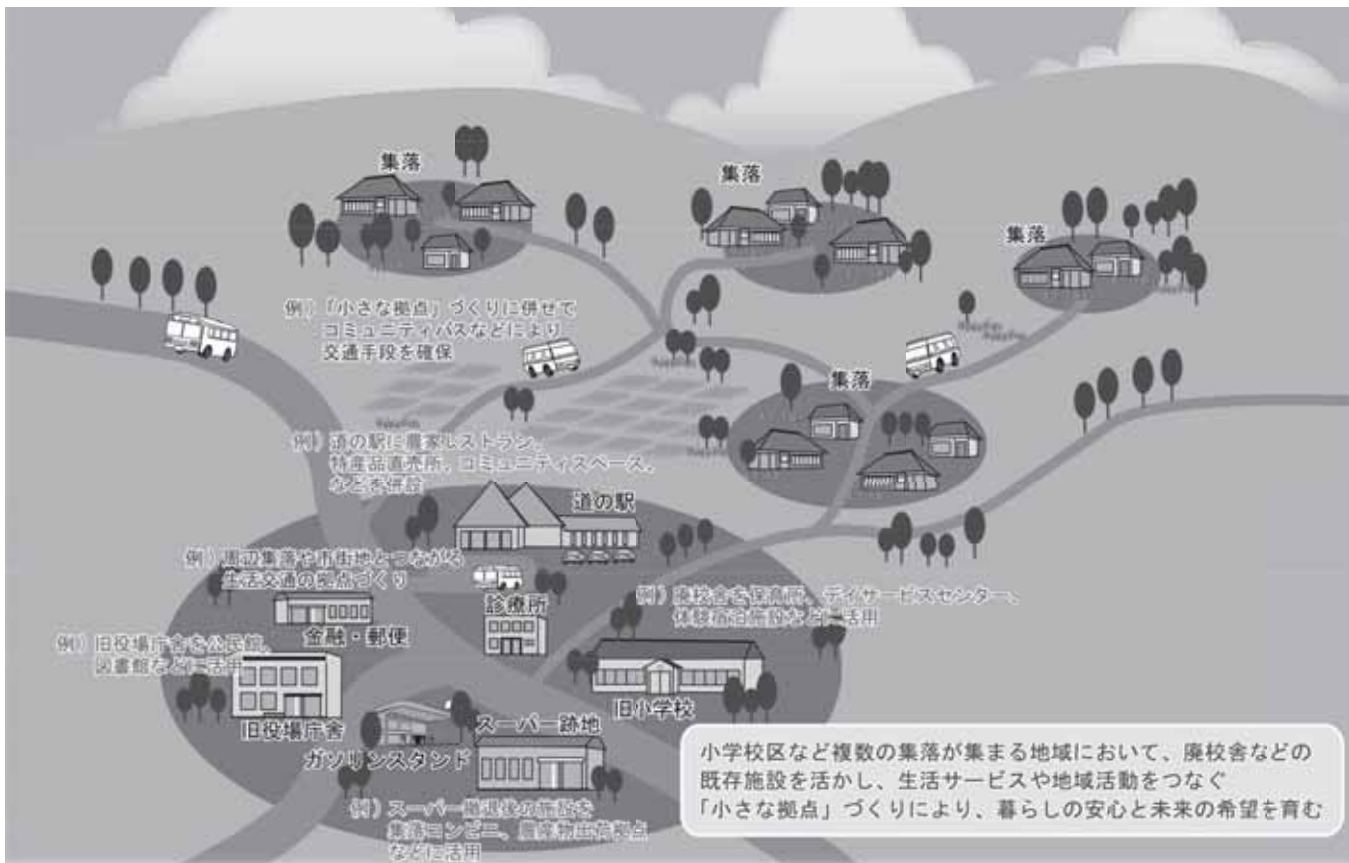 集落
集落
集落
例）「小さな拠点」づくりに併せて
コミュニティバスなどにより
交通手段を確保
集落
例）道の駅に農家レストラン、
特産品直売所、コミュニティスペース、
などを併設
道の駅
例）周辺集落や市街地とつながる
生活交通の拠点づくり
診療所
例）廃校舎を保育所、デイサービスセンター、
体験宿泊施設などに活用
金融・郵便
例）旧役場庁舎を公民館、
図書館などに活用
旧小学校
旧役場庁舎
スーパー跡地
ガソリンスタンド
例）スーパー撤退後の施設を
集落コンビニ、農産物出荷拠点
などに活用
小学校区など複数の集落が集まる地域において、廃校舎などの
既存施設を活かし、生活サービスや地域活動をつなぐ
「小さな拠点」づくりにより、暮らしの安心と未来の希望を育む